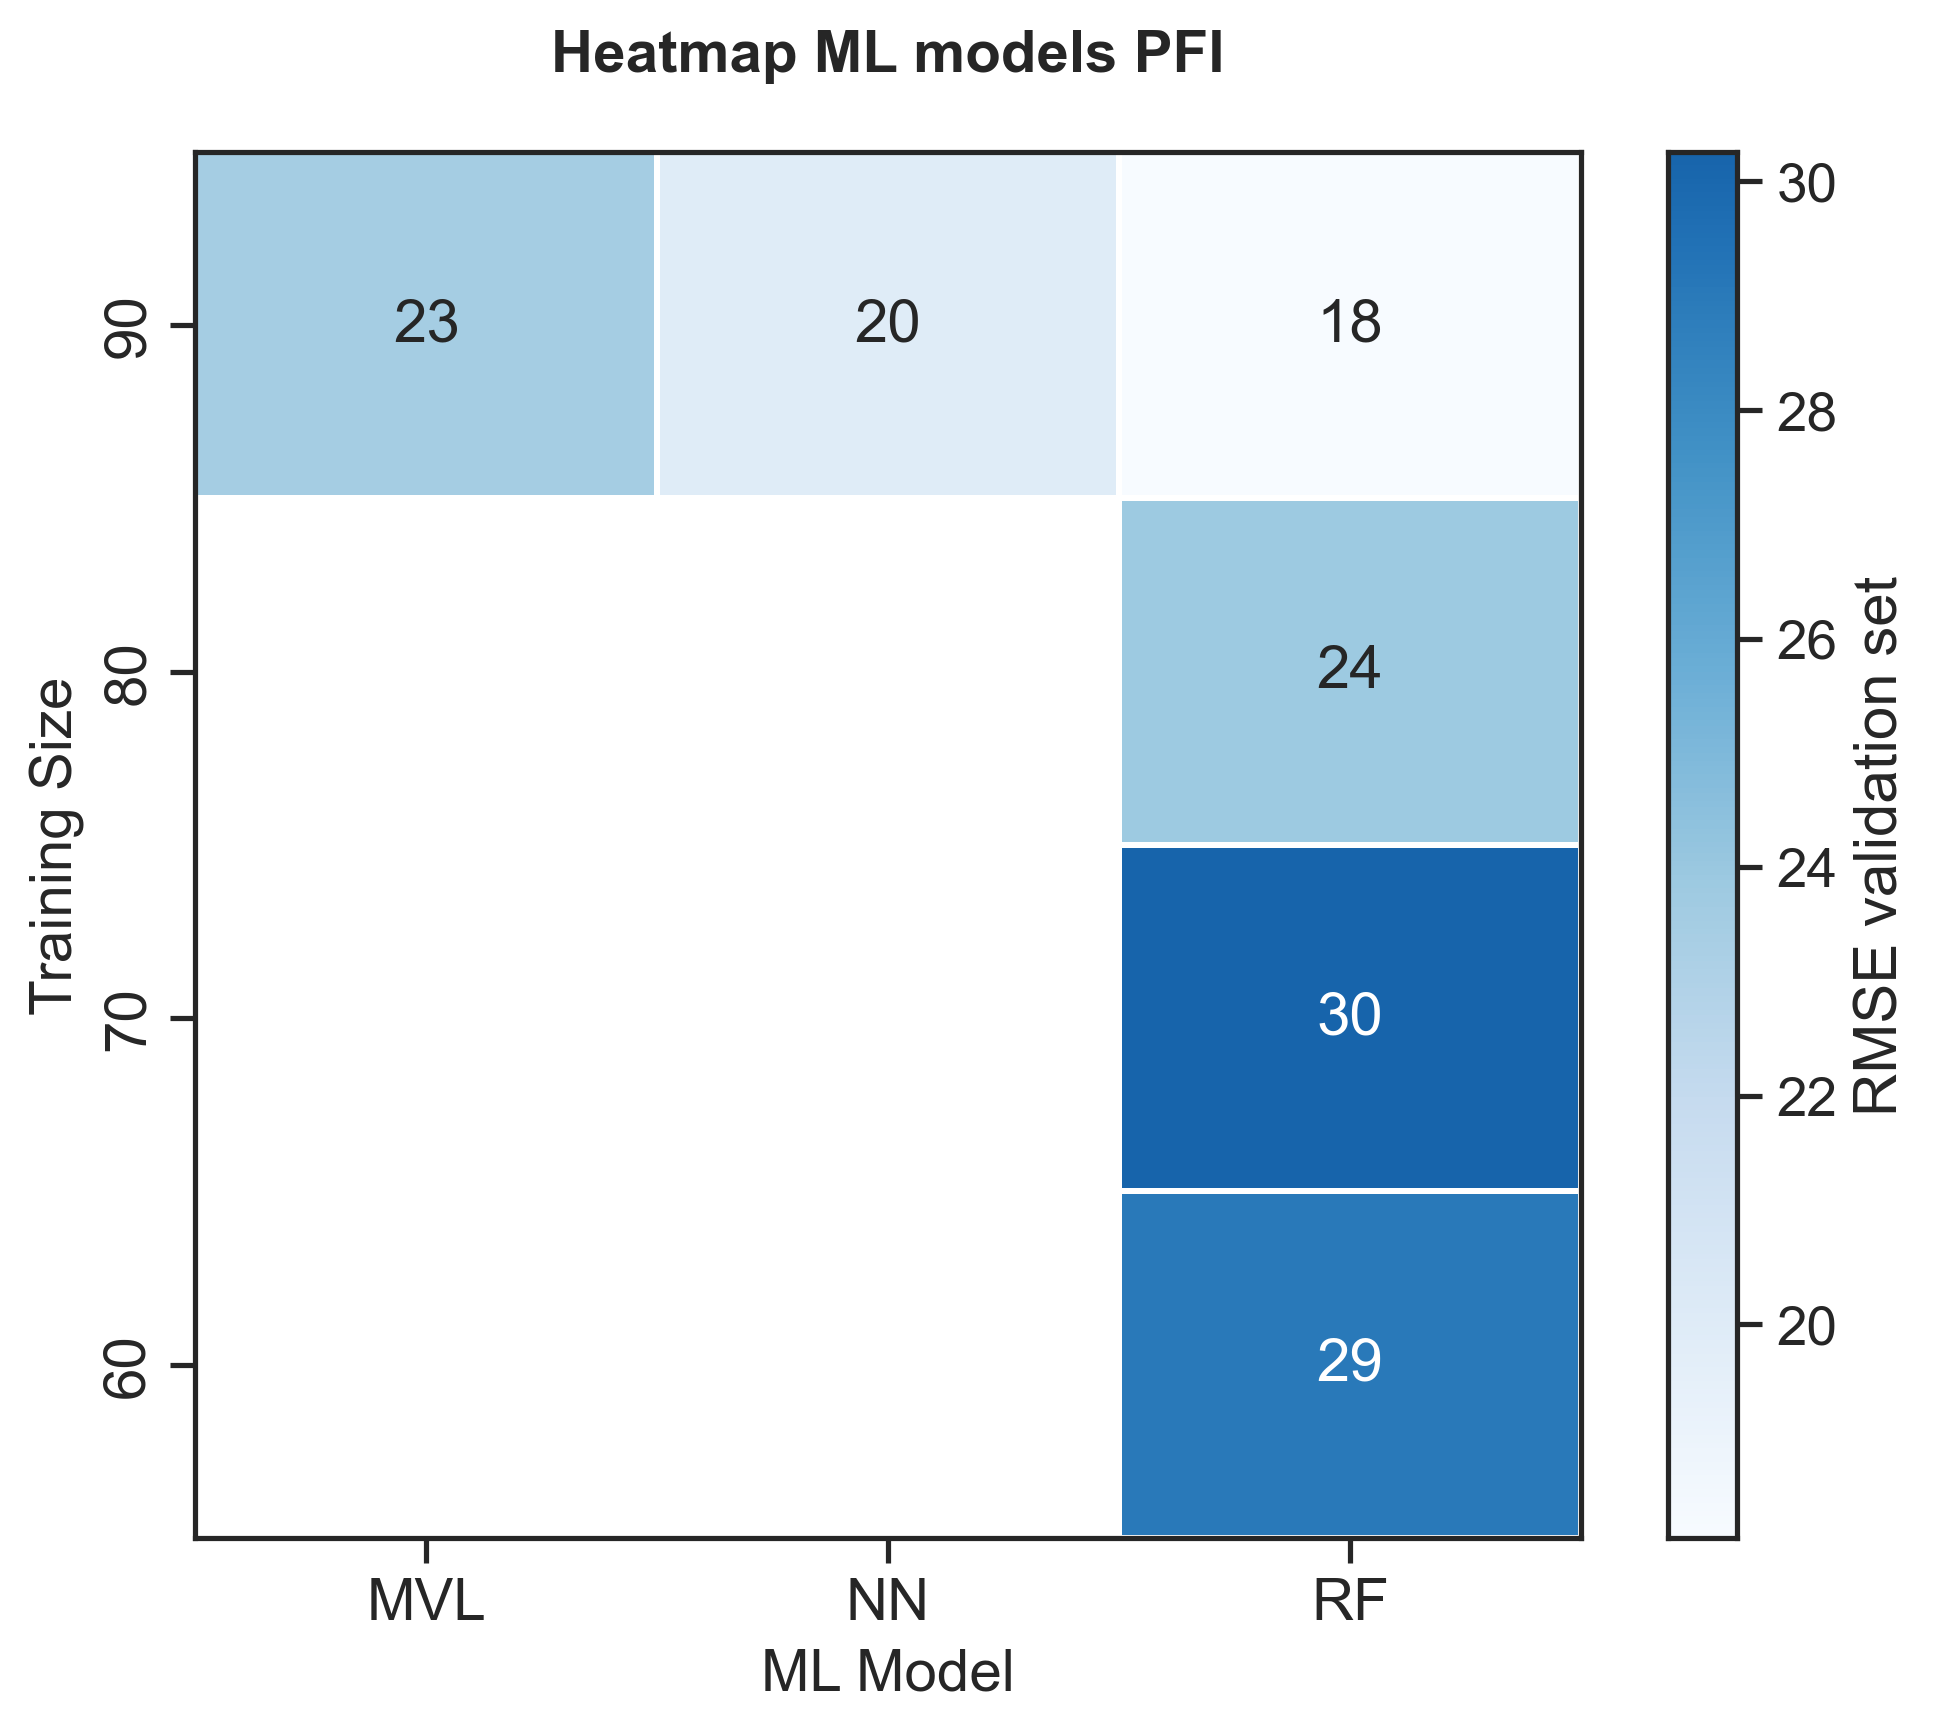 Heatmap ML models PFI
90
80
70
60
Training Size
23
20
18
24
30
29
MVL
NN
RF
ML Model
30
28
26
24
22
20
RMSE validation set